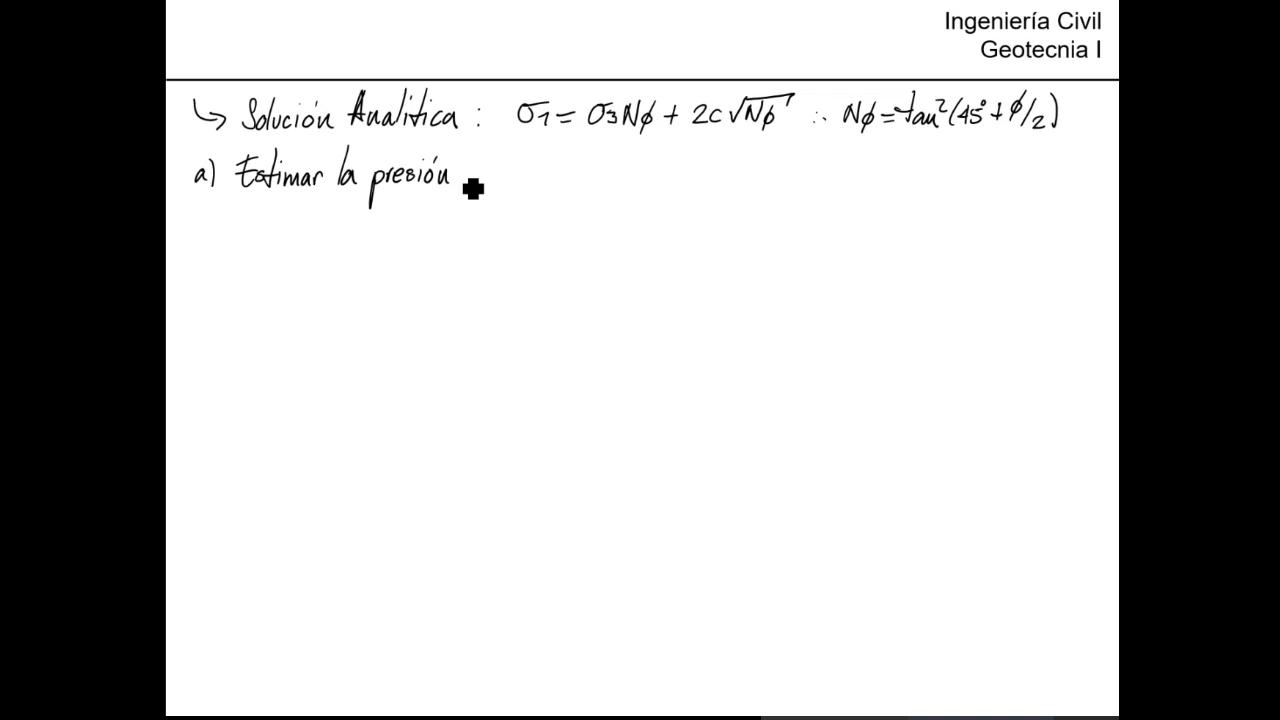 Ingeniería Civil
Geotecnia I
↳ Solución Analítica : σ1 = σ3Nϕ + 2c√Nϕ ∴ Nϕ = tan²(45° + ϕ/2)
a) Estimar la presión